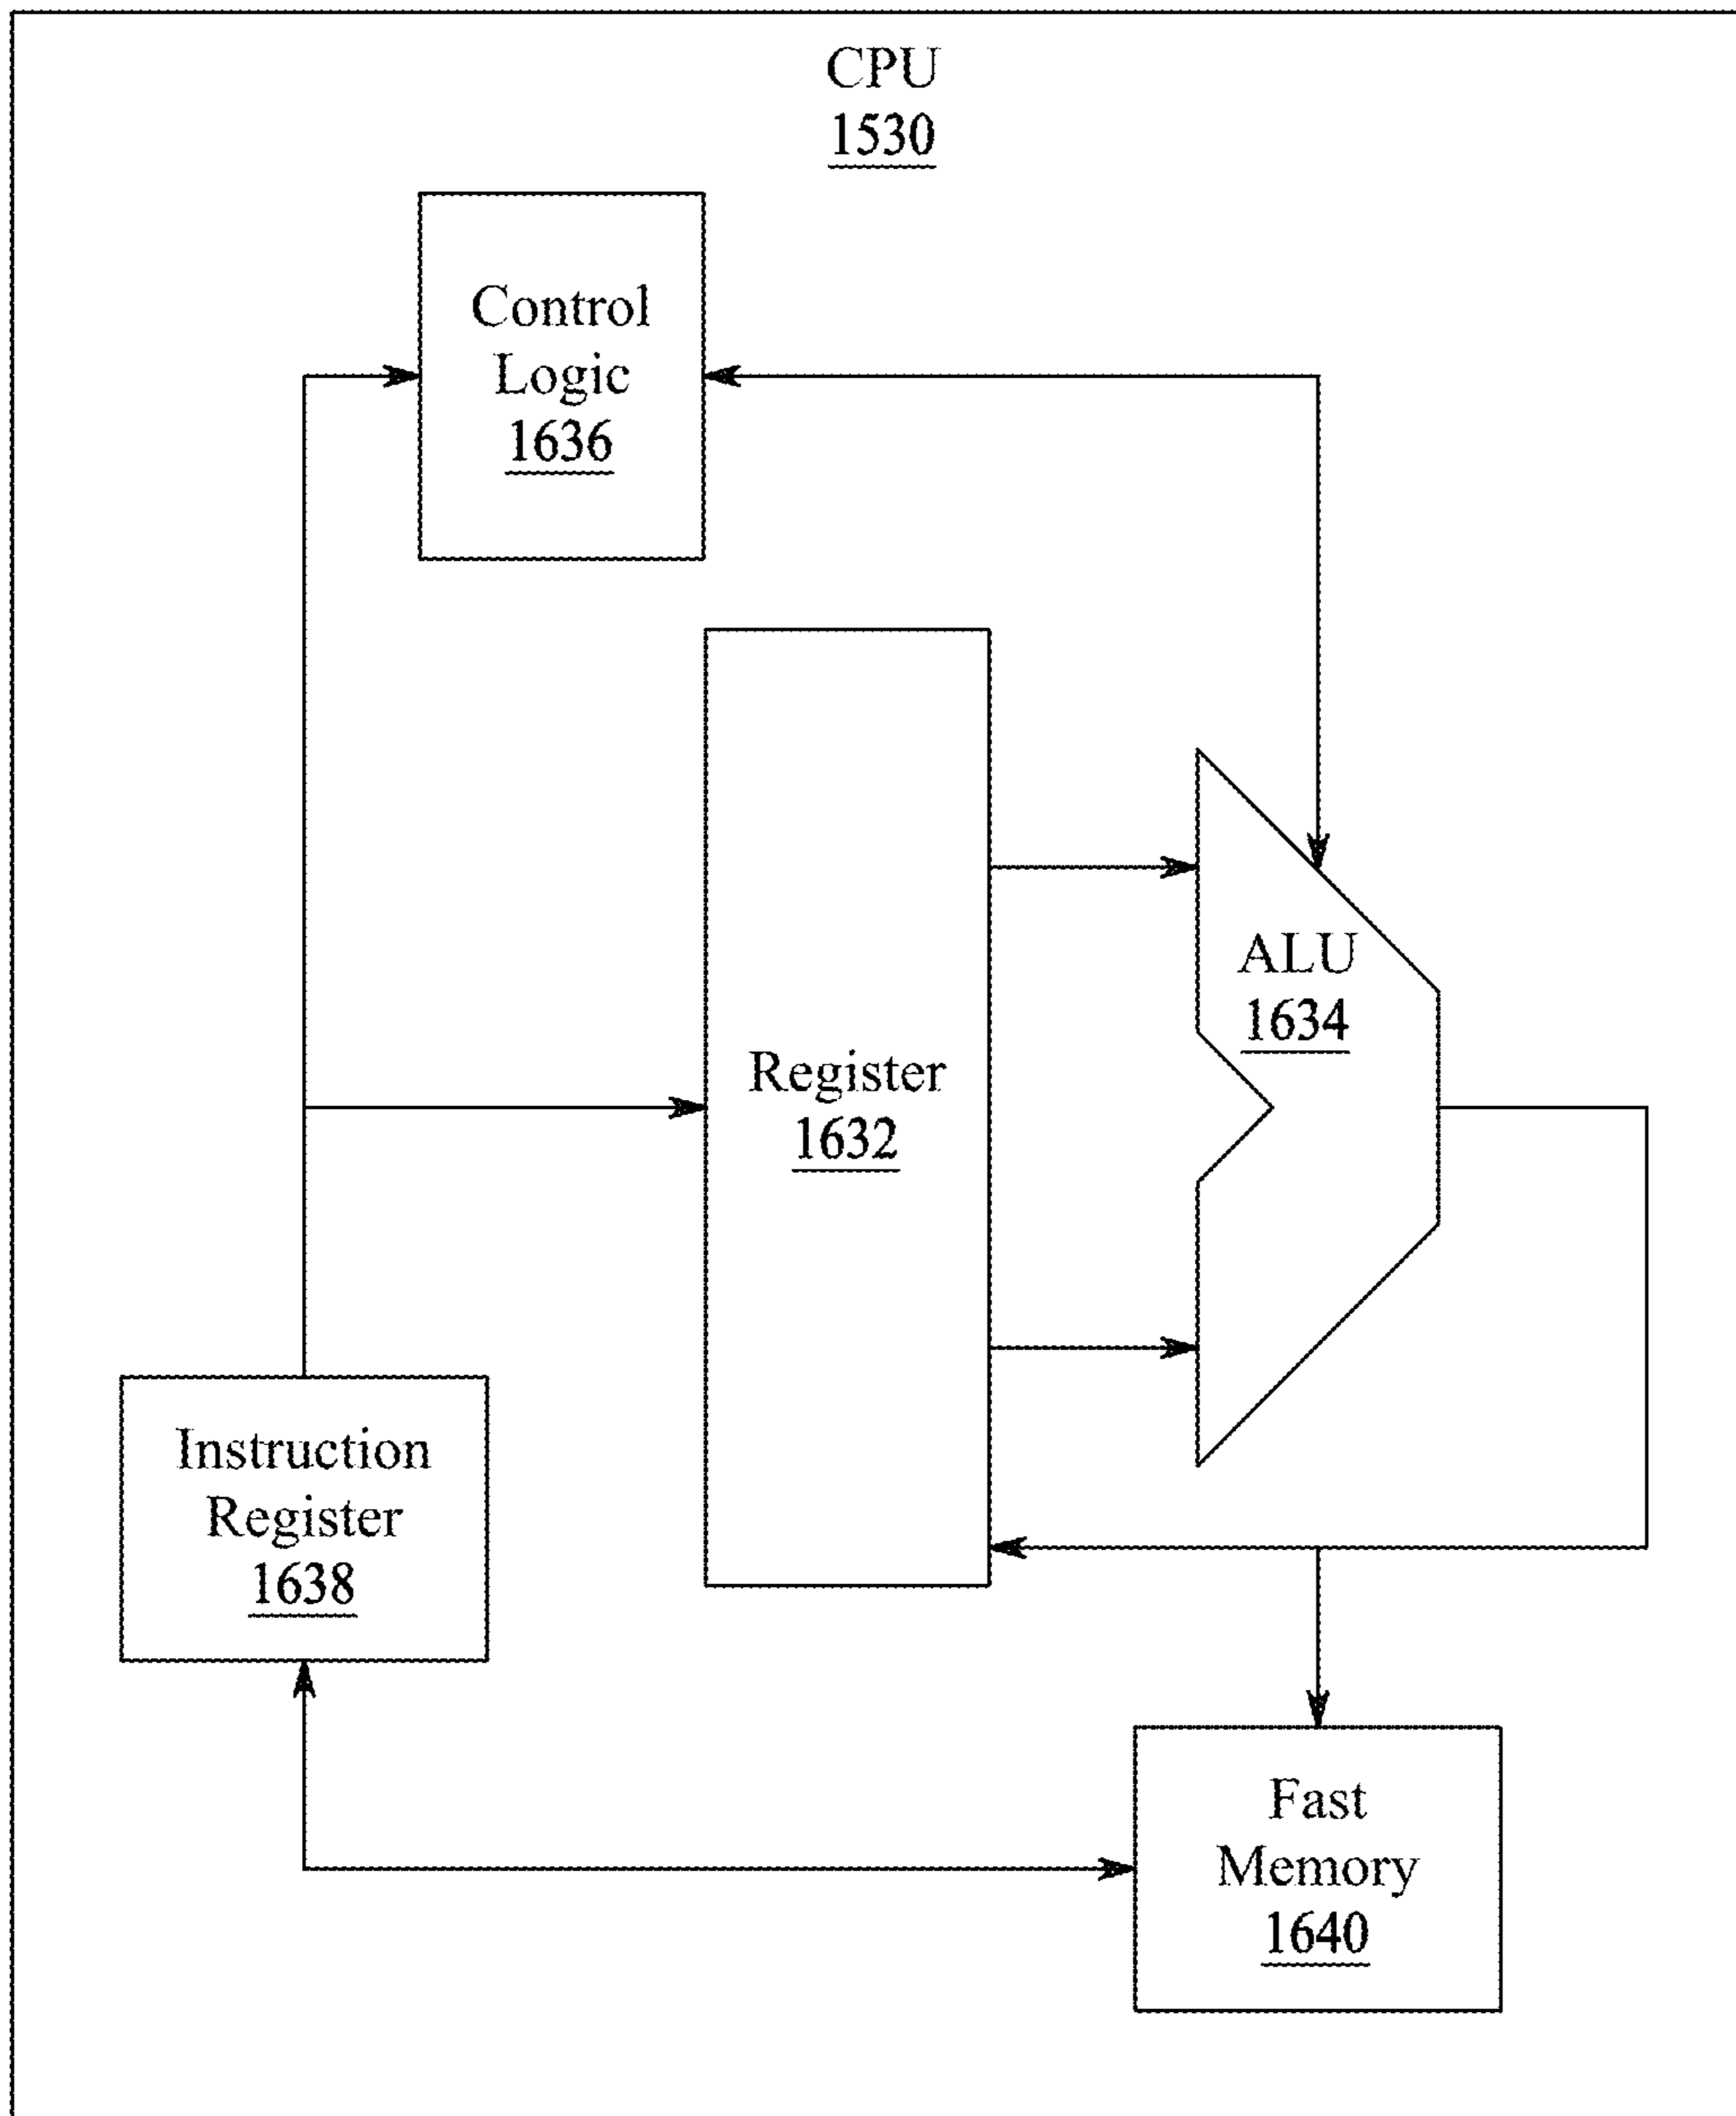 CPU
1530
Control
Logic
1636
ALU
1634
Register
1632
Instruction
Register
1638
Fast
Memory
1640